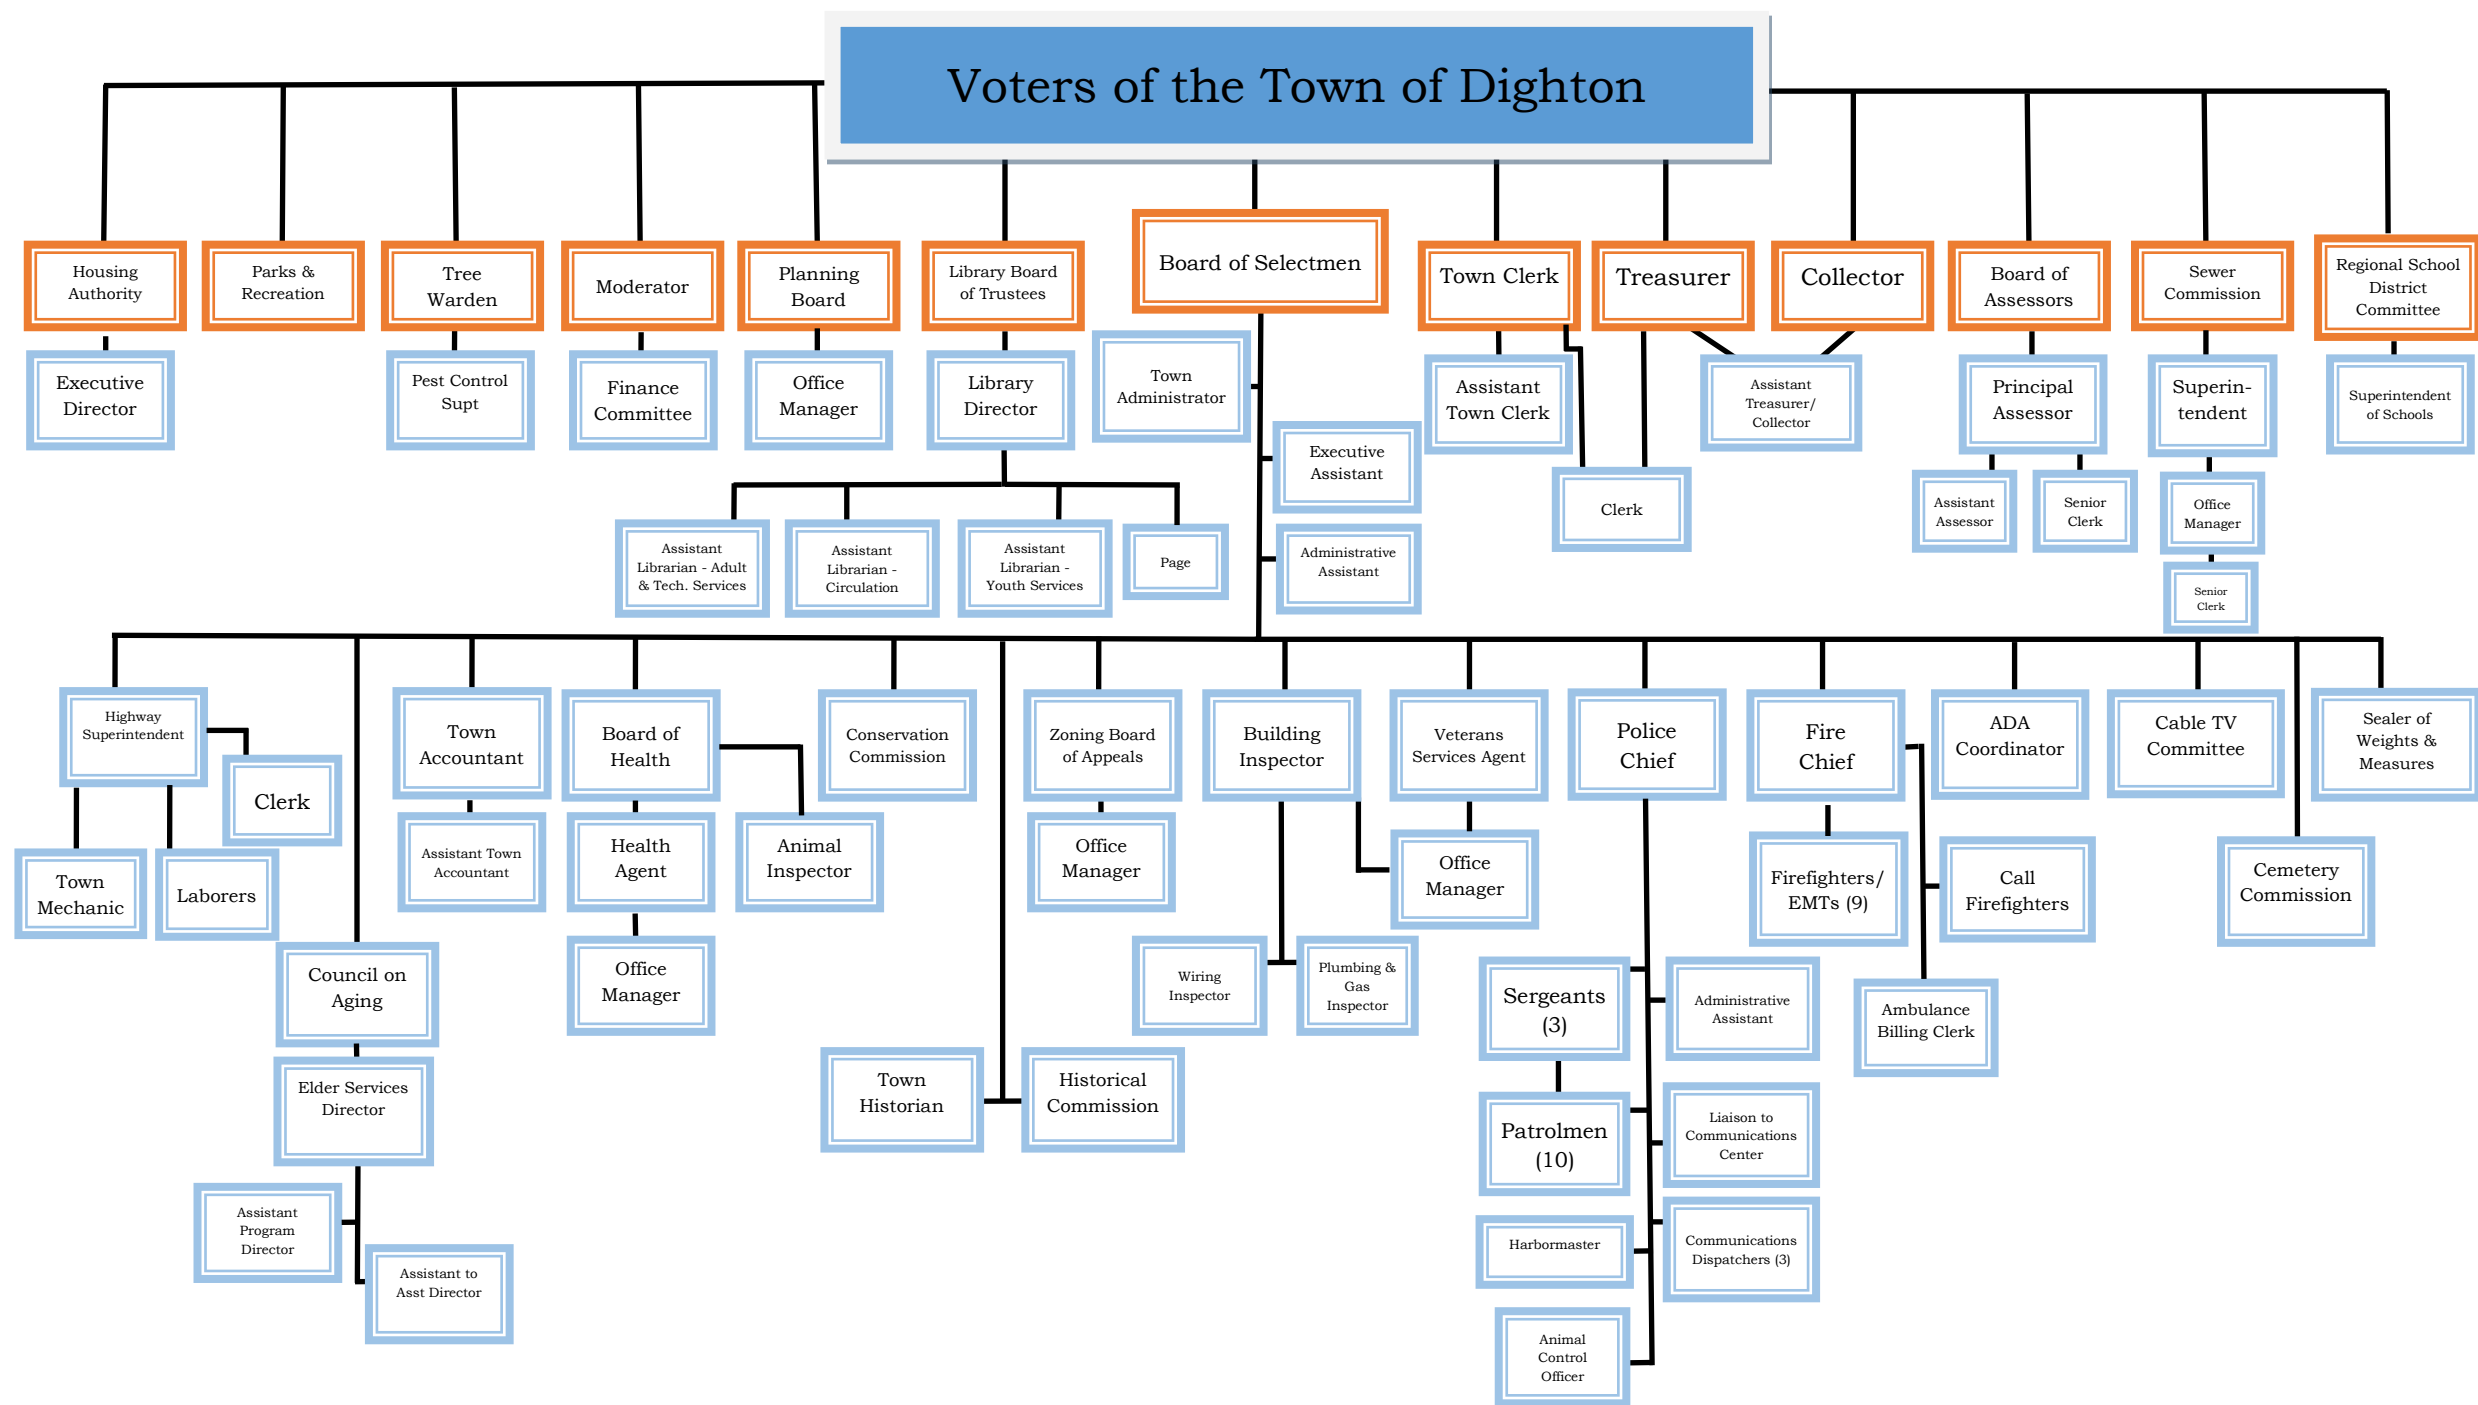 Voters of the Town of Dighton
Housing
Authority
Parks &
Recreation
Tree
Warden
Moderator
Planning
Board
Library Board
of Trustees
Board of Selectmen
Town Clerk
Treasurer
Collector
Board of
Assessors
Sewer
Commission
Regional School
District
Committee
Executive
Director
Pest Control
Supt
Finance
Committee
Office
Manager
Library
Director
Town
Administrator
Executive
Assistant
Administrative
Assistant
Assistant
Town Clerk
Clerk
Assistant
Treasurer/
Collector
Principal
Assessor
Superin-
tendent
Superintendent
of Schools
Assistant
Assessor
Senior
Clerk
Office
Manager
Senior
Clerk
Assistant
Librarian - Adult
& Tech. Services
Assistant
Librarian -
Circulation
Assistant
Librarian -
Youth Services
Page
Highway
Superintendent
Clerk
Town
Mechanic
Laborers
Town
Accountant
Assistant Town
Accountant
Board of
Health
Health
Agent
Animal
Inspector
Office
Manager
Conservation
Commission
Zoning Board
of Appeals
Office
Manager
Building
Inspector
Veterans
Services Agent
Office
Manager
Wiring
Inspector
Plumbing &
Gas
Inspector
Police
Chief
Fire
Chief
ADA
Coordinator
Cable TV
Committee
Sealer of
Weights &
Measures
Firefighters/
EMTs (9)
Call
Firefighters
Cemetery
Commission
Ambulance
Billing Clerk
Council on
Aging
Elder Services
Director
Assistant
Program
Director
Assistant to
Asst Director
Town
Historian
Historical
Commission
Sergeants
(3)
Administrative
Assistant
Patrolmen
(10)
Liaison to
Communications
Center
Harbormaster
Communications
Dispatchers (3)
Animal
Control
Officer